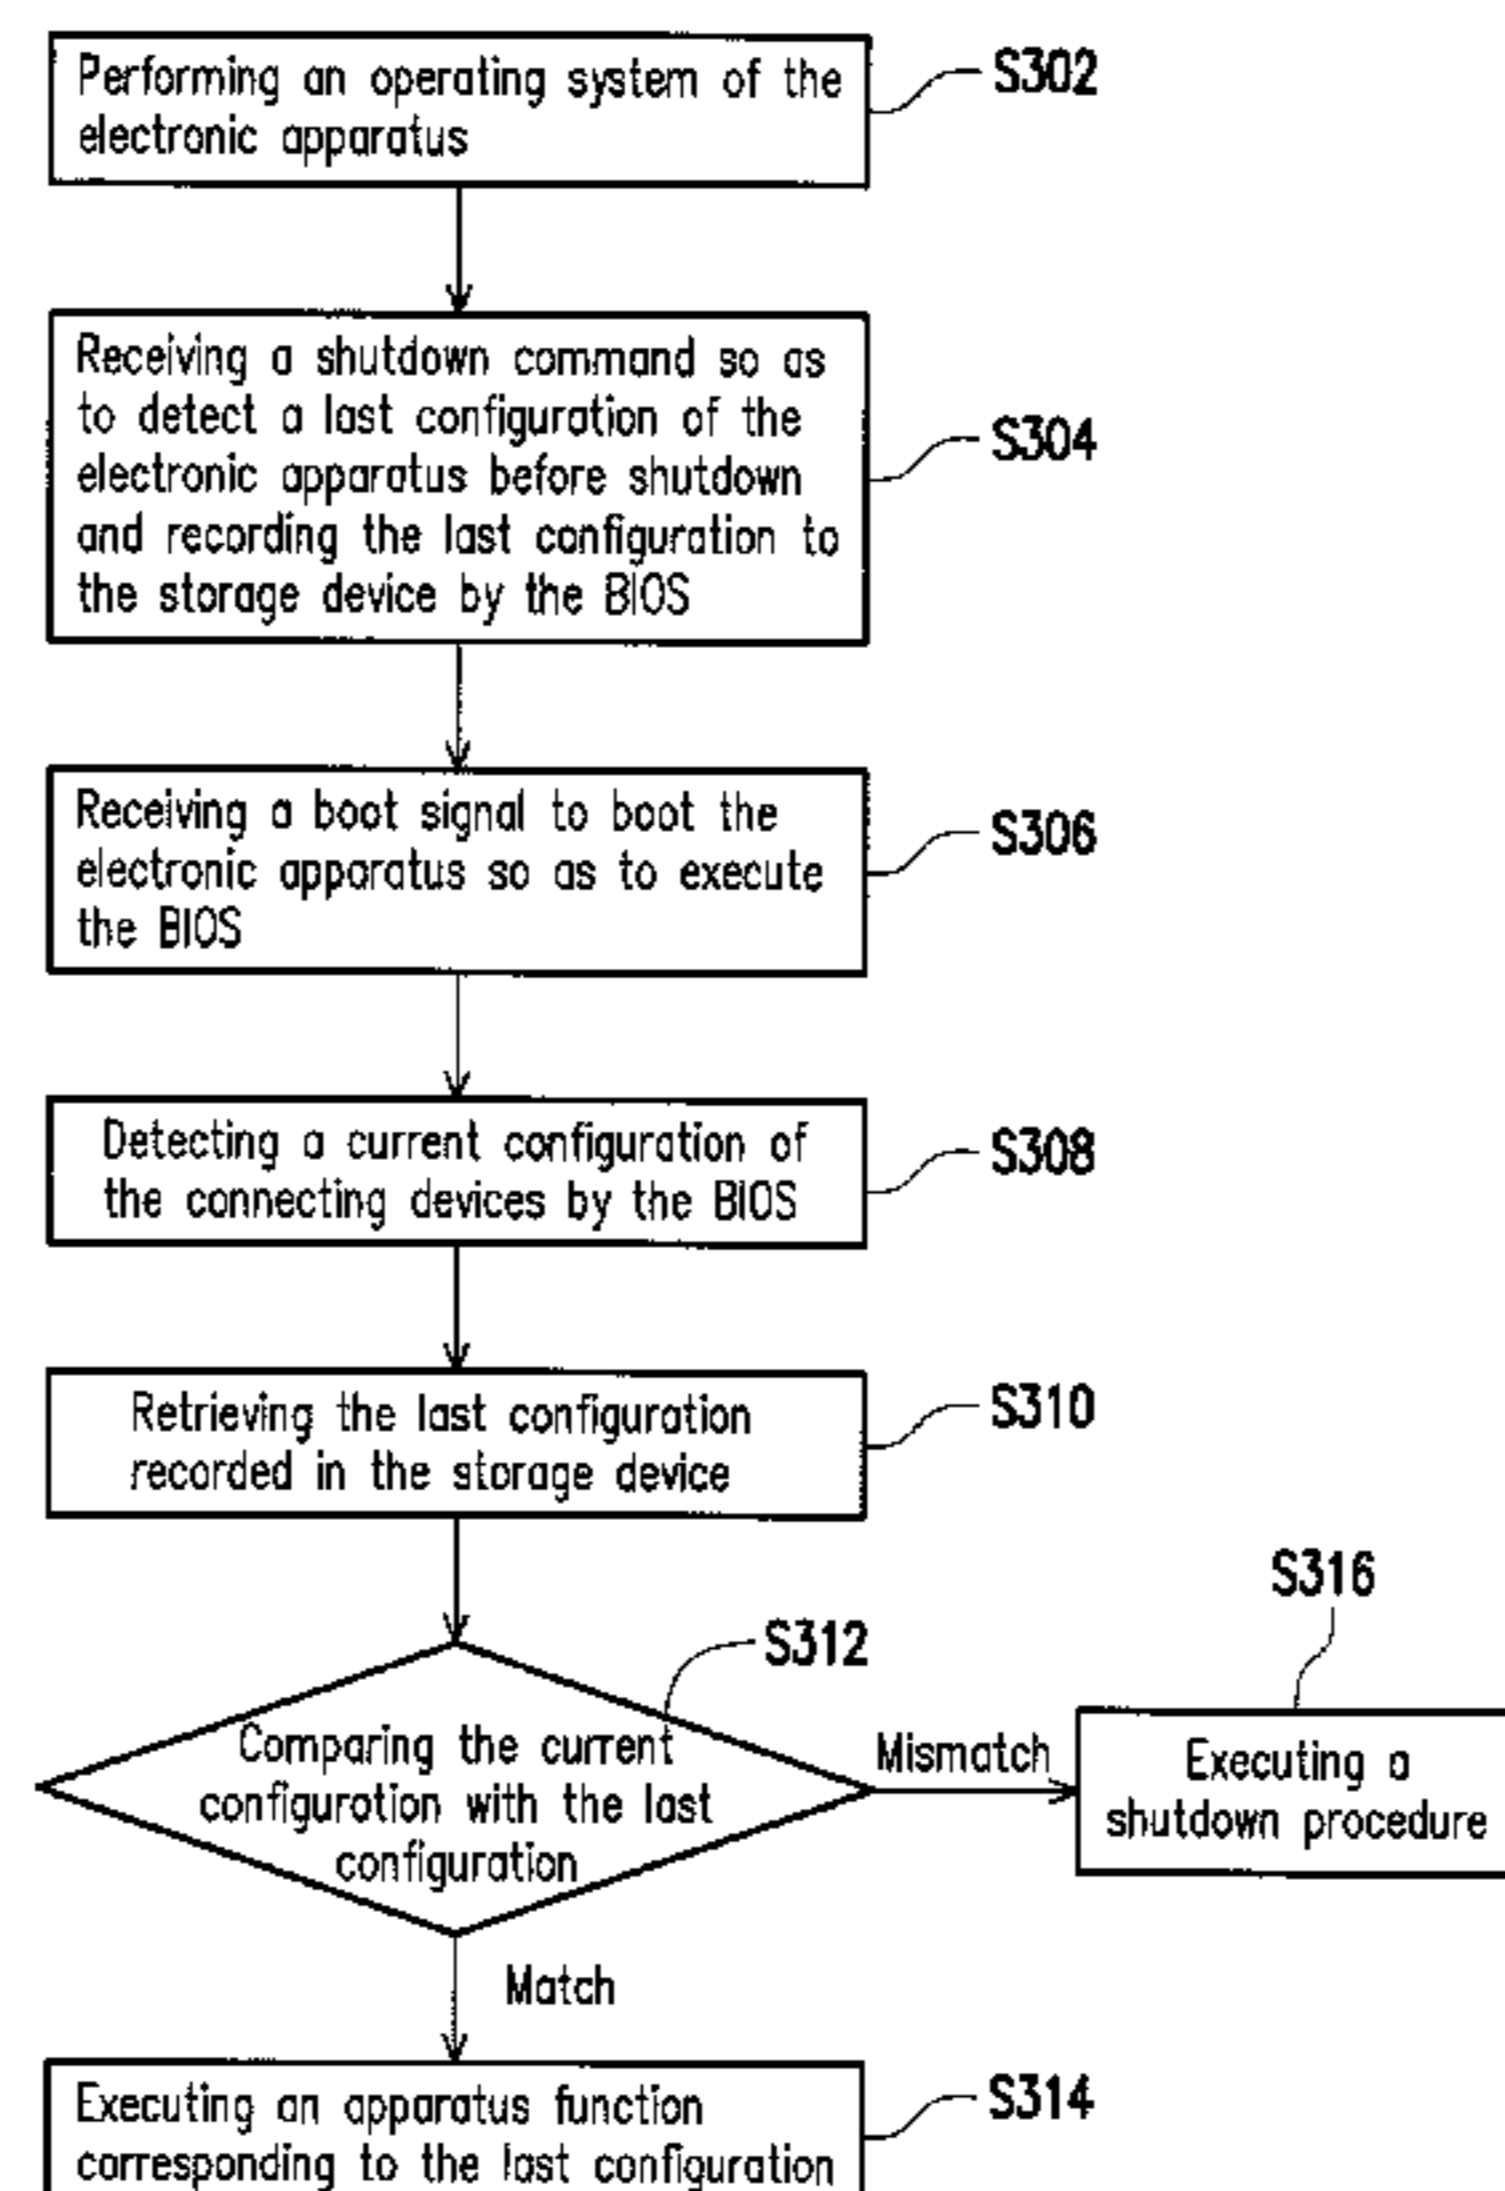 Performing an operating system of the
electronic apparatus
S302
Receiving a shutdown command so as
to detect a last configuration of the
electronic apparatus before shutdown
and recording the last configuration to
the storage device by the BIOS
S304
Receiving a boot signal to boot the
electronic apparatus so as to execute
the BIOS
S306
Detecting a current configuration of
the connecting devices by the BIOS
S308
Retrieving the last configuration
recorded in the storage device
S310
S312
Comparing the current
configuration with the last
configuration
Mismatch
S316
Executing a
shutdown procedure
Match
Executing an apparatus function
corresponding to the last configuration
S314